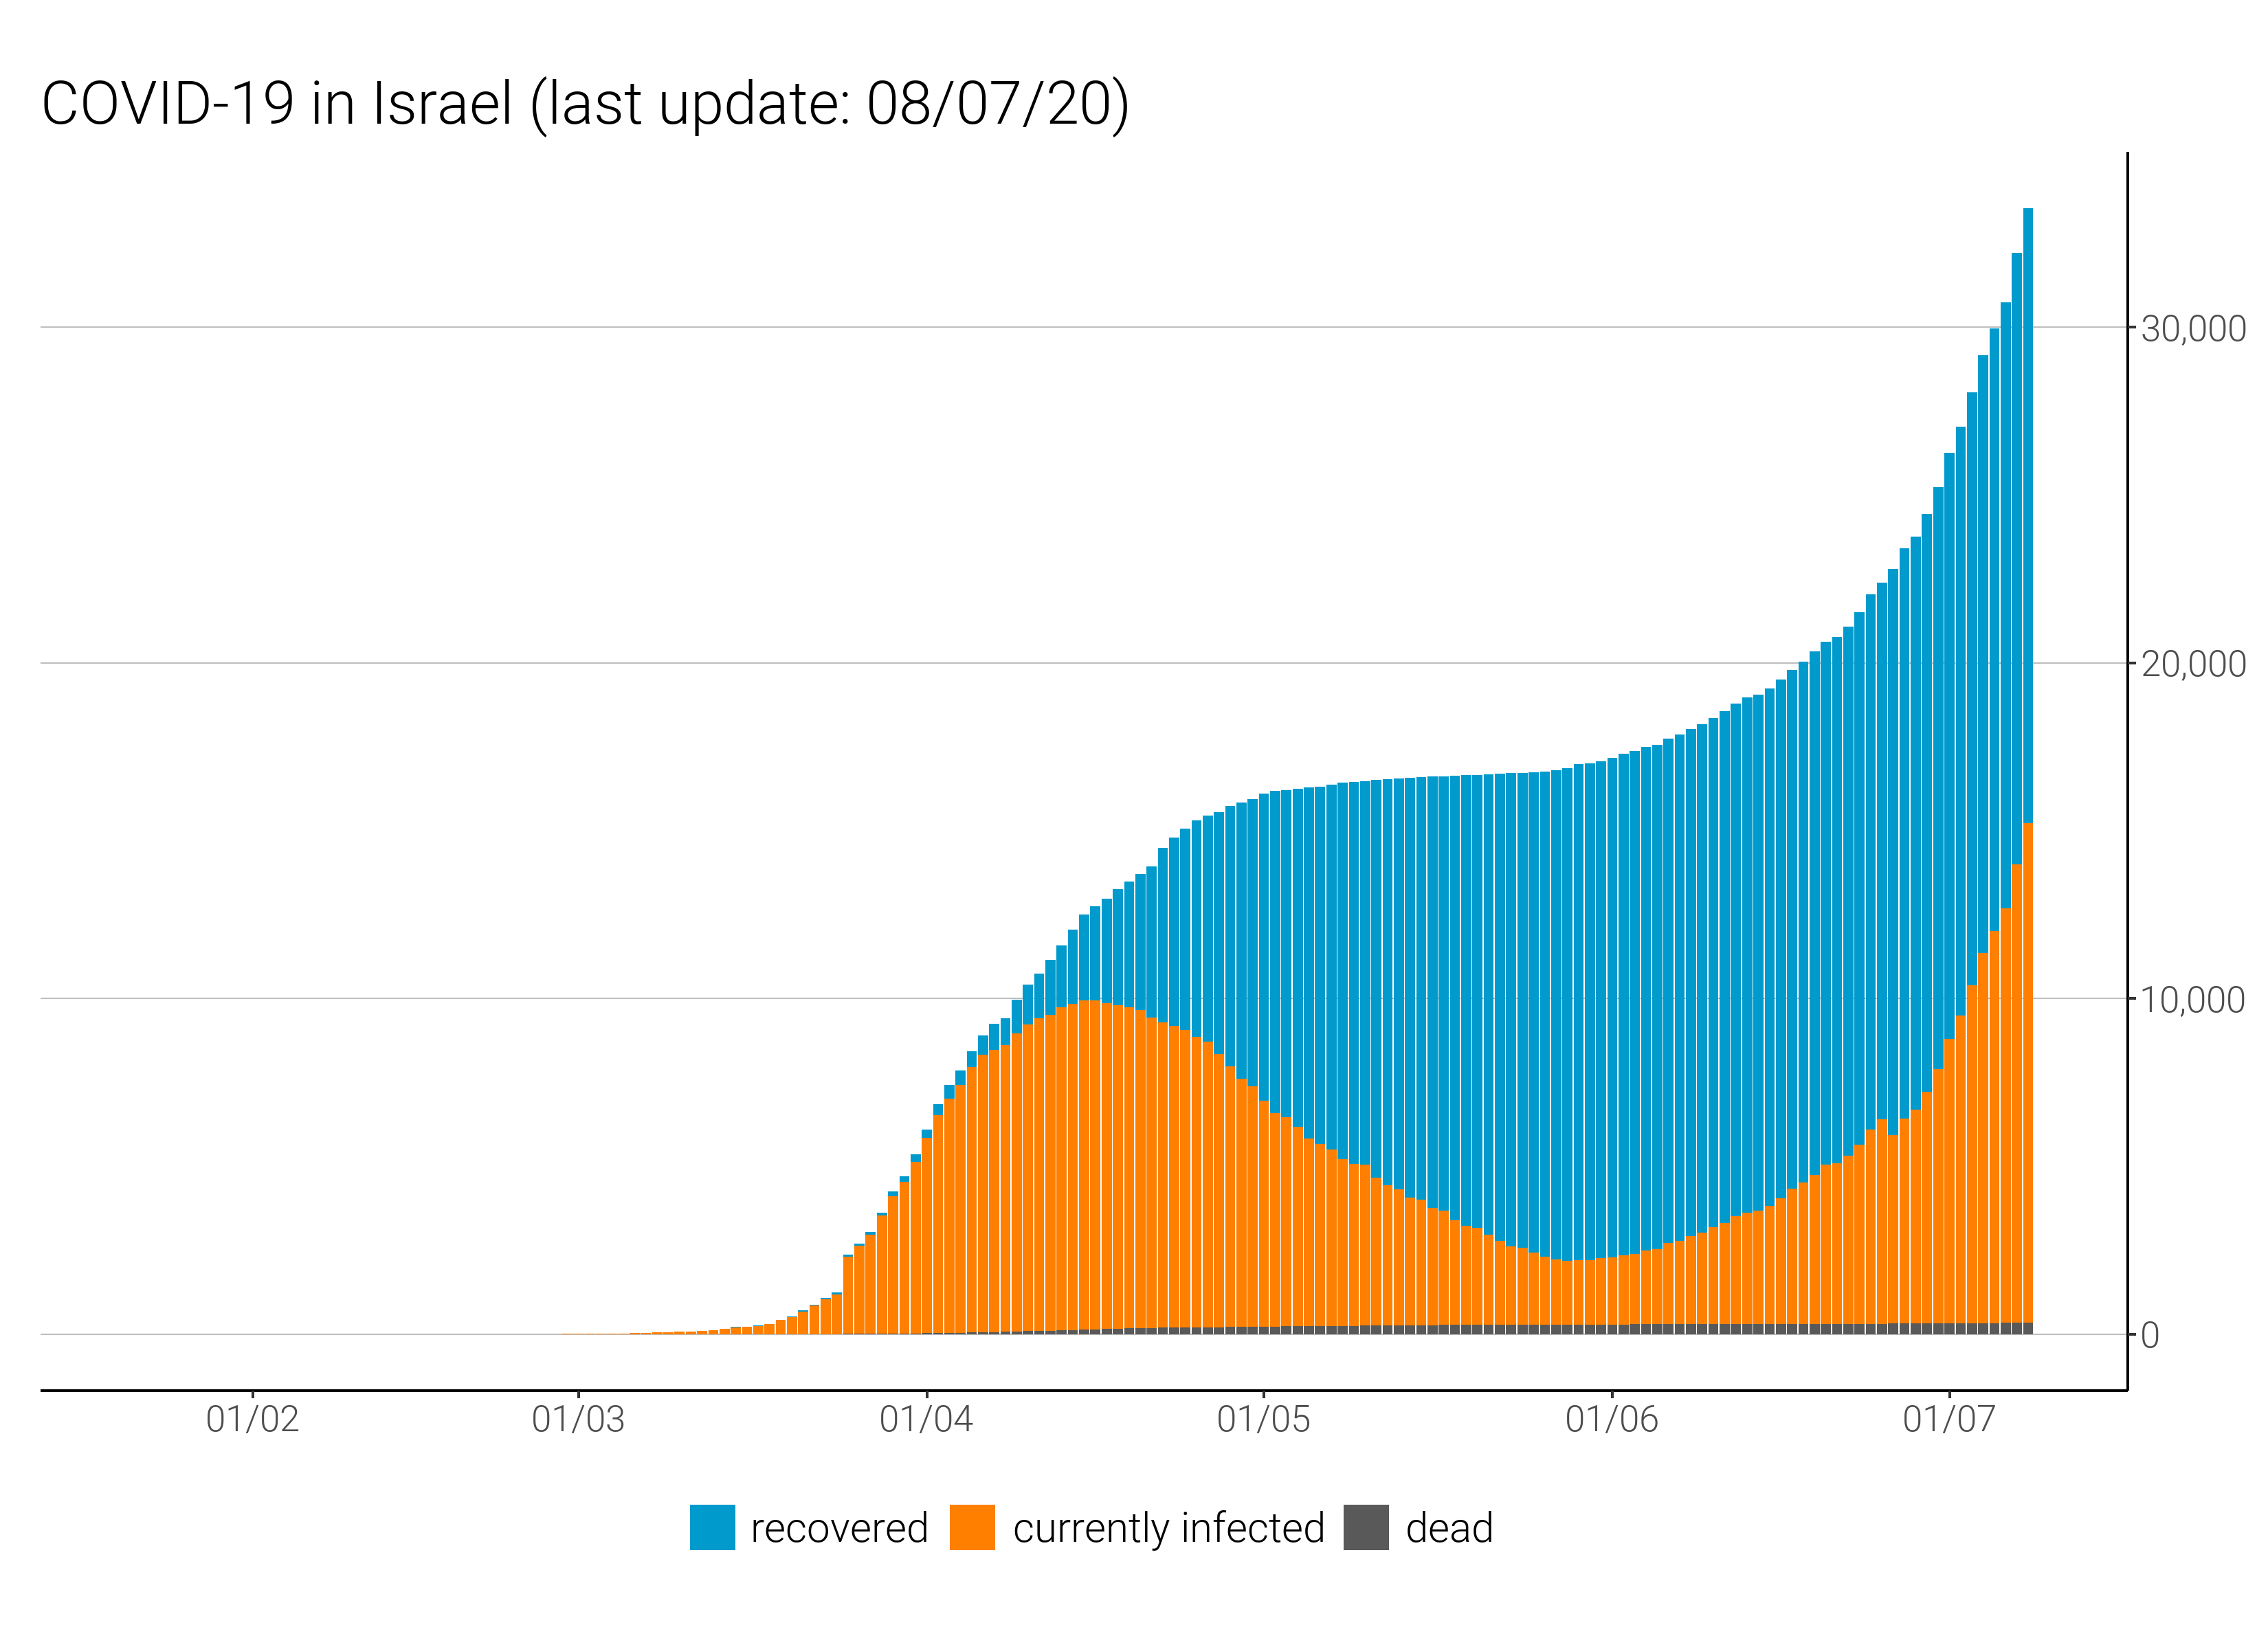 COVID-19 in Israel (last update: 08/07/20)
30,000
20,000
10,000
0
01/02 01/03 01/04 01/05 01/06 01/07
recovered currently infected dead